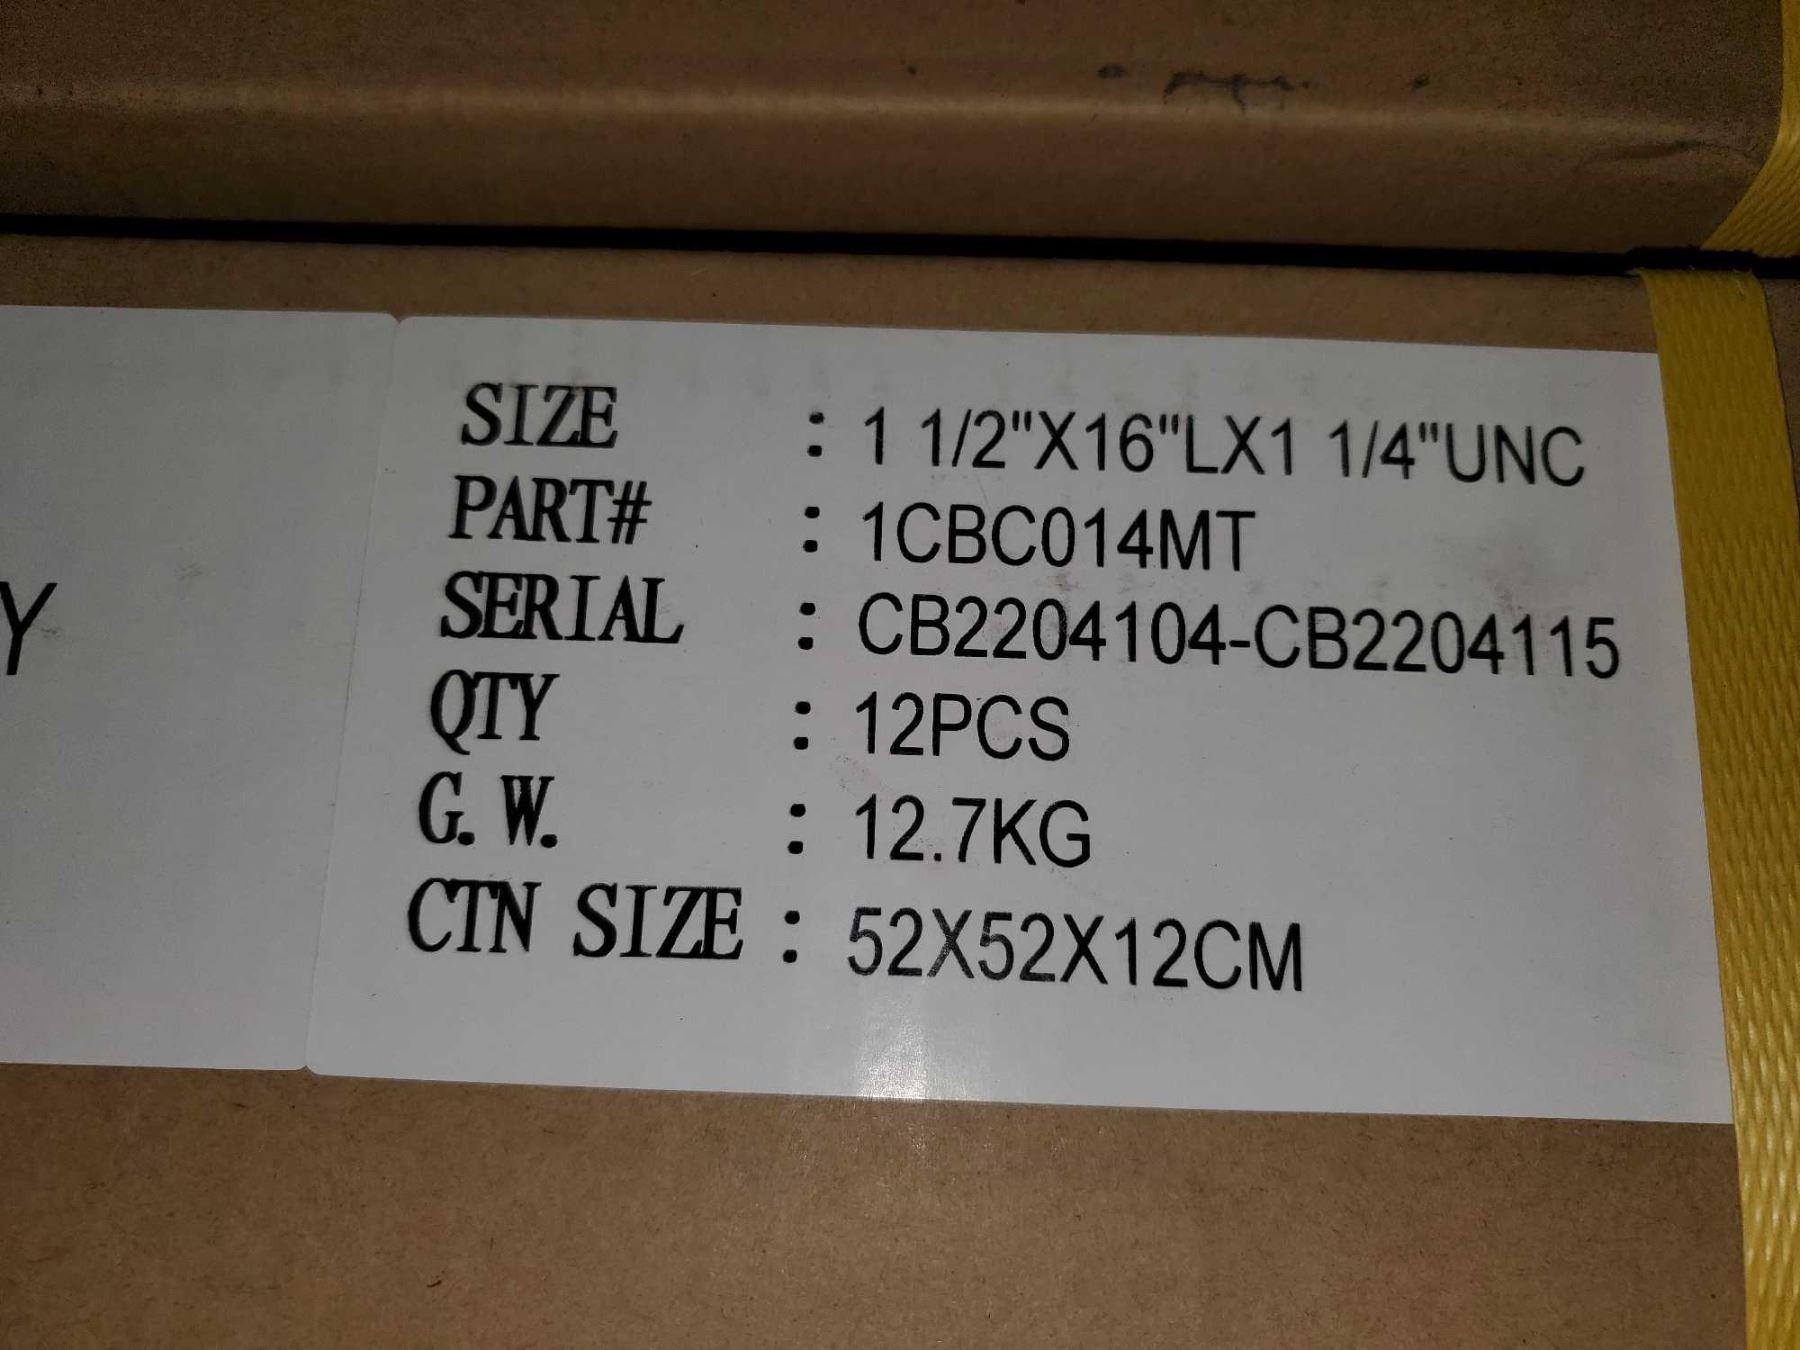 Y
SIZE : 1 1/2"X16"LX1 1/4"UNC
PART# : 1CBC014MT
SERIAL : CB2204104-CB2204115
QTY : 12PCS
G.W. : 12.7KG
CTN SIZE : 52X52X12CM